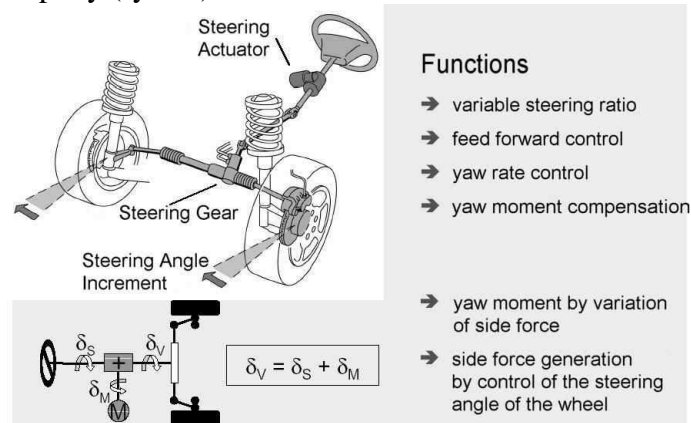 Steering
Actuator
Steering Gear
Steering Angle
Increment
δS
δV
δM
M
δV = δS + δM
Functions
➔ variable steering ratio
➔ feed forward control
➔ yaw rate control
➔ yaw moment compensation
➔ yaw moment by variation
of side force
➔ side force generation
by control of the steering
angle of the wheel